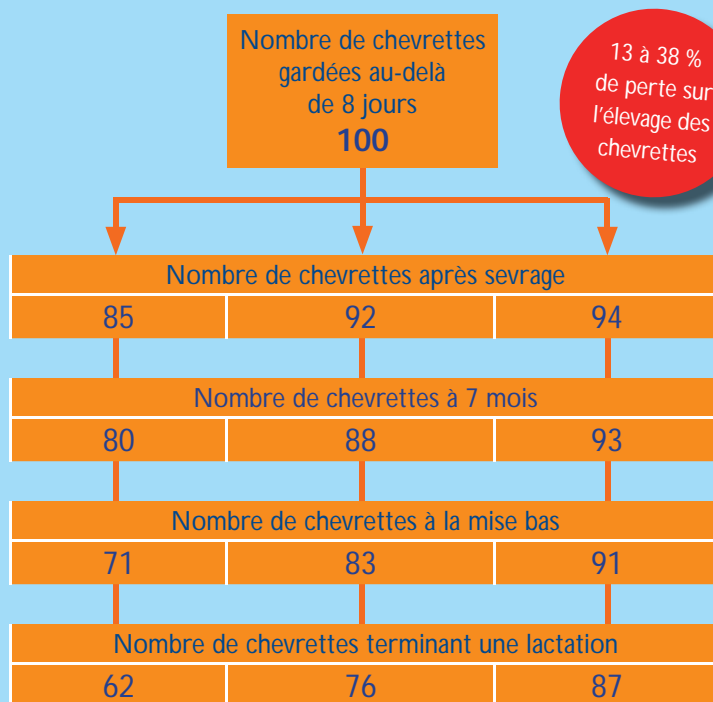 Nombre de chevrettes
gardées au-delà
de 8 jours
100
13 à 38 %
de perte sur
l'élevage des
chevrettes
Nombre de chevrettes après sevrage
85 92 94
Nombre de chevrettes à 7 mois
80 88 93
Nombre de chevrettes à la mise bas
71 83 91
Nombre de chevrettes terminant une lactation
62 76 87